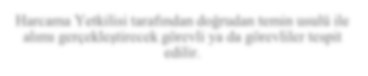 Harcama Yetkilisi tarafından doğrudan temin usulü ile
alımı gerçekleştirecek görevli ya da görevliler tespit
edilir.